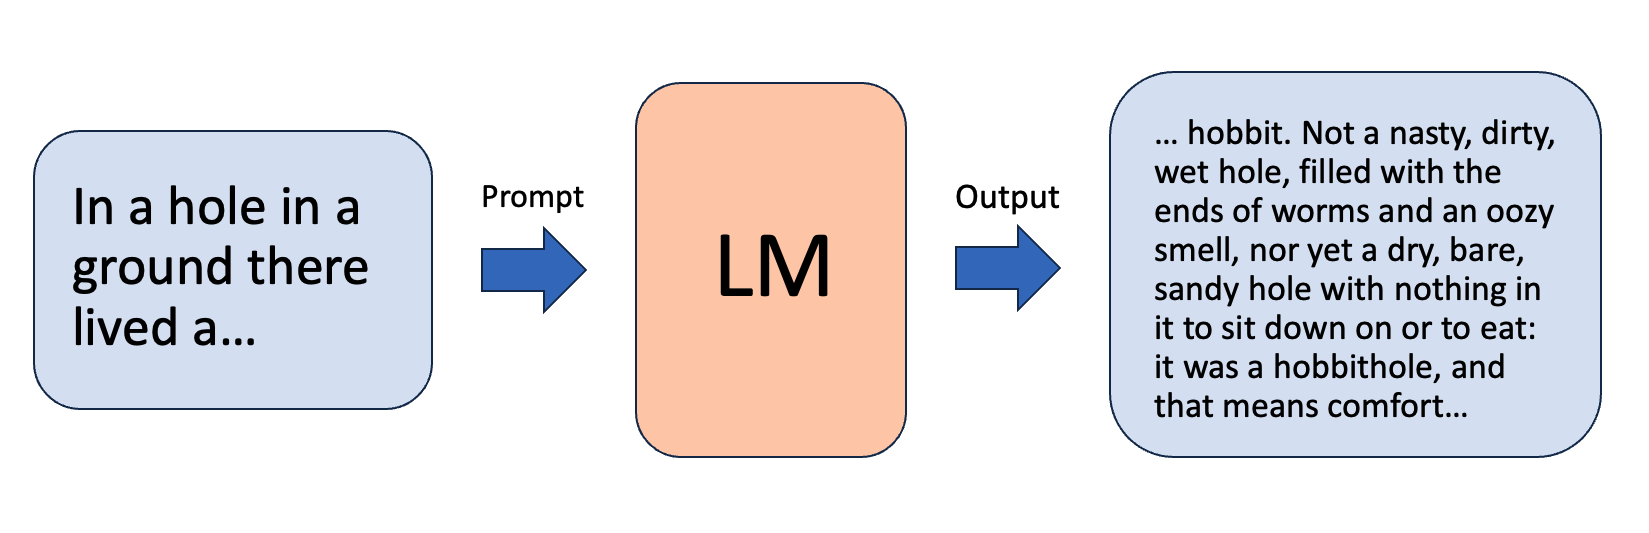 In a hole in a
ground there
lived a...
Prompt
LM
Output
... hobbit. Not a nasty, dirty,
wet hole, filled with the
ends of worms and an oozy
smell, nor yet a dry, bare,
sandy hole with nothing in
it to sit down on or to eat:
it was a hobbithole, and
that means comfort...